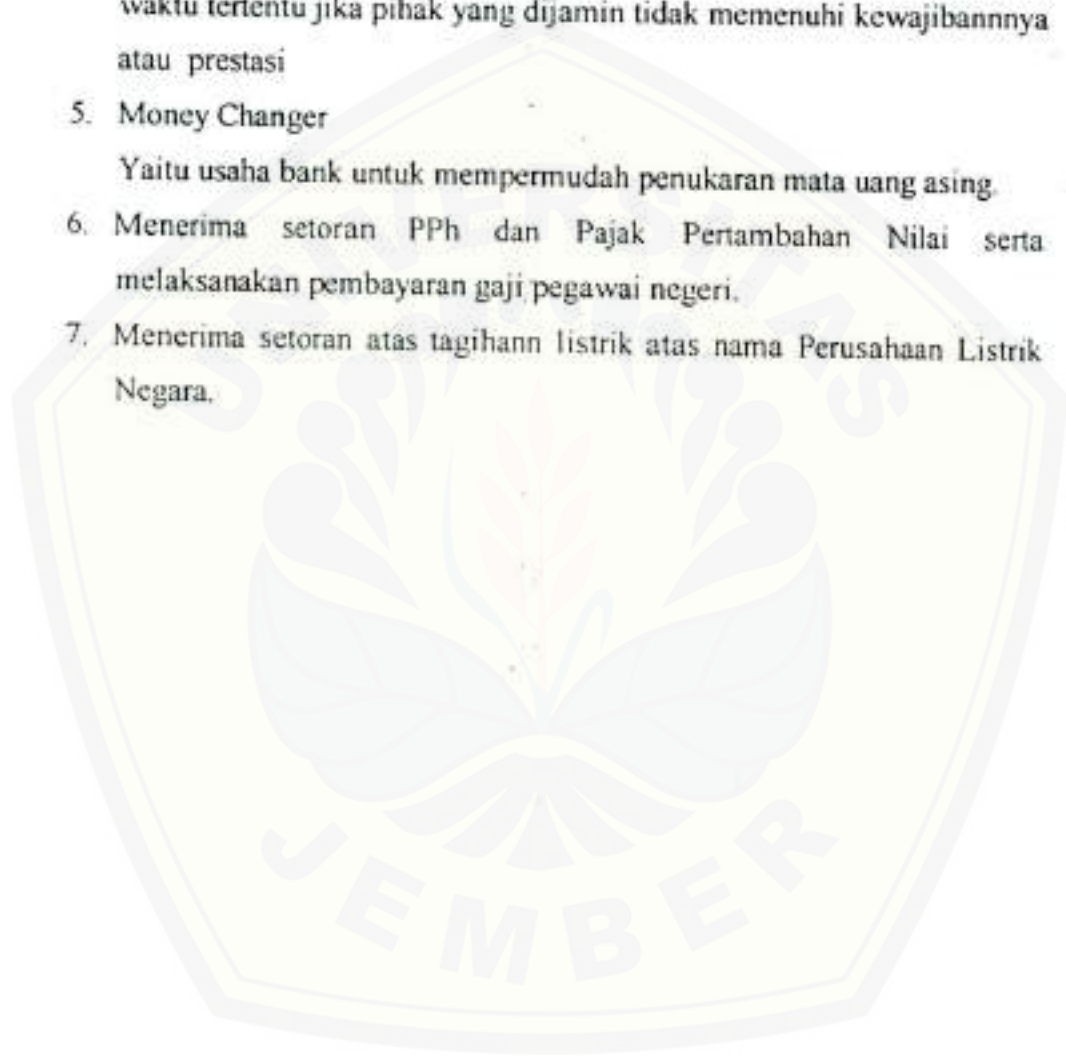 waktu tertentu jika pihak yang dijamin tidak memenuhi kewajibannnya
atau prestasi
5. Money Changer
Yaitu usaha bank untuk mempermudah penukaran mata uang asing.
6. Menerima setoran PPh dan Pajak Pertambahan Nilai serta
melaksanakan pembayaran gaji pegawai negeri.
7. Menerima setoran atas tagihann listrik atas nama Perusahaan Listrik
Negara.
UNIVERSITAS
JEMBER